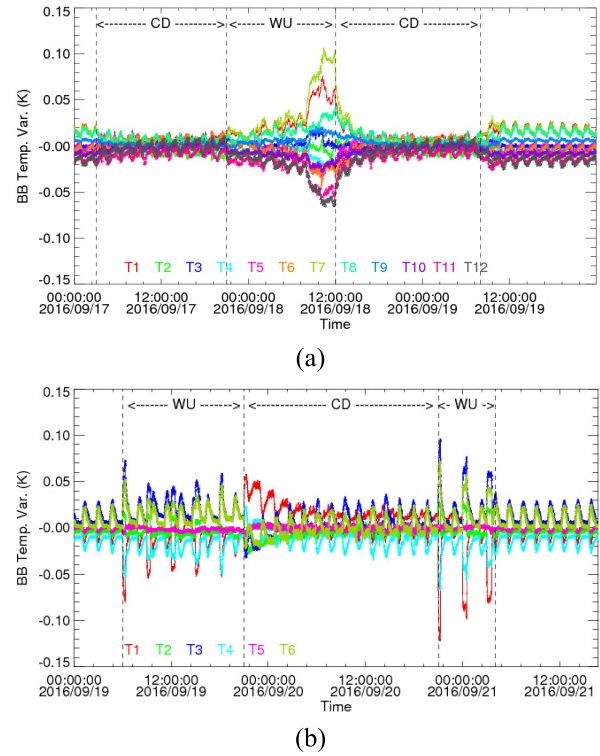 0.15
<------- CD ------->
<------- WU ------->
<--------- CD --------->
0.10
0.05
-0.00
-0.05
-0.10
-0.15
BB Temp. Var. (K)
T1 T2 T3 T4 T5 T6 T7 T8 T9 T10 T11 T12
00:00:00 12:00:00 00:00:00 12:00:00 00:00:00 12:00:00
2016/09/17 2016/09/17 2016/09/18 2016/09/18 2016/09/19 2016/09/19
Time
(a)
0.15
<------- WU ------->
<--------------- CD --------------->
<- WU ->
0.10
0.05
-0.00
-0.05
-0.10
-0.15
BB Temp. Var. (K)
T1 T2 T3 T4 T5 T6
00:00:00 12:00:00 00:00:00 12:00:00 00:00:00 12:00:00
2016/09/19 2016/09/19 2016/09/20 2016/09/20 2016/09/21 2016/09/21
Time
(b)